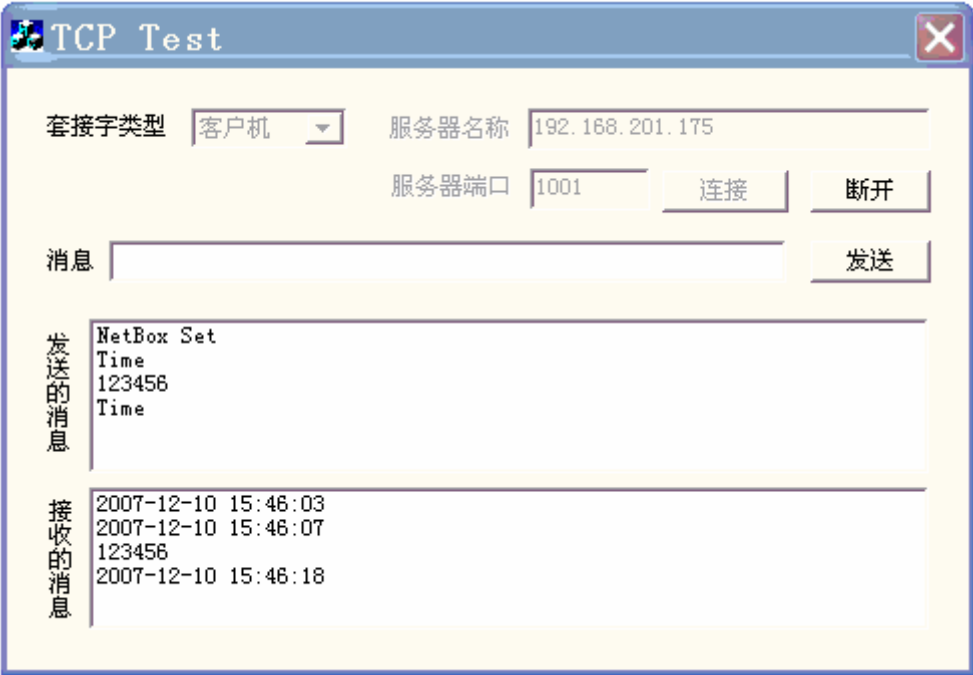 TCP Test
套接字类型 客户机 服务器名称 192.168.201.175
服务器端口 1001 连接 断开
消息 发送
发送的消息
NetBox Set
Time
123456
Time
接收的消息
2007-12-10 15:46:03
2007-12-10 15:46:07
123456
2007-12-10 15:46:18